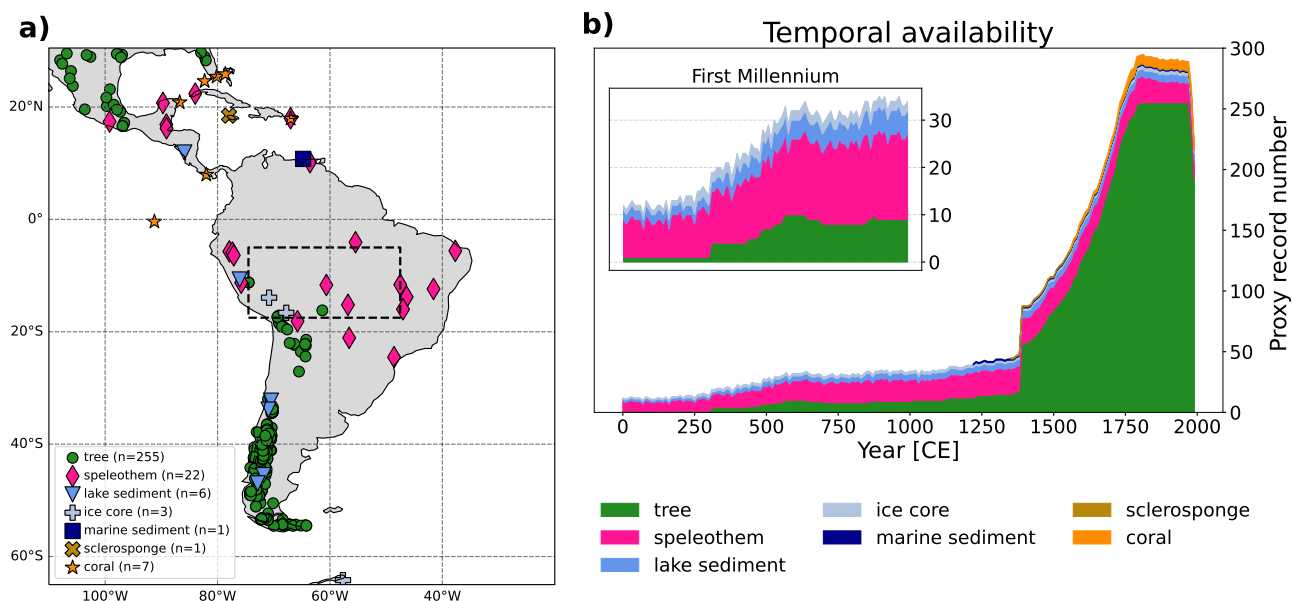 a)
20°N
0°
20°S
40°S
60°S
100°W
80°W
60°W
40°W
tree (n=255)
speleothem (n=22)
lake sediment (n=6)
ice core (n=3)
marine sediment (n=1)
sclerosponge (n=1)
coral (n=7)
b)
Temporal availability
First Millennium
30
20
10
0
300
250
200
150
100
50
0
Proxy record number
0
250
500
750
1000
1250
1500
1750
2000
Year [CE]
tree
speleothem
lake sediment
ice core
marine sediment
sclerosponge
coral